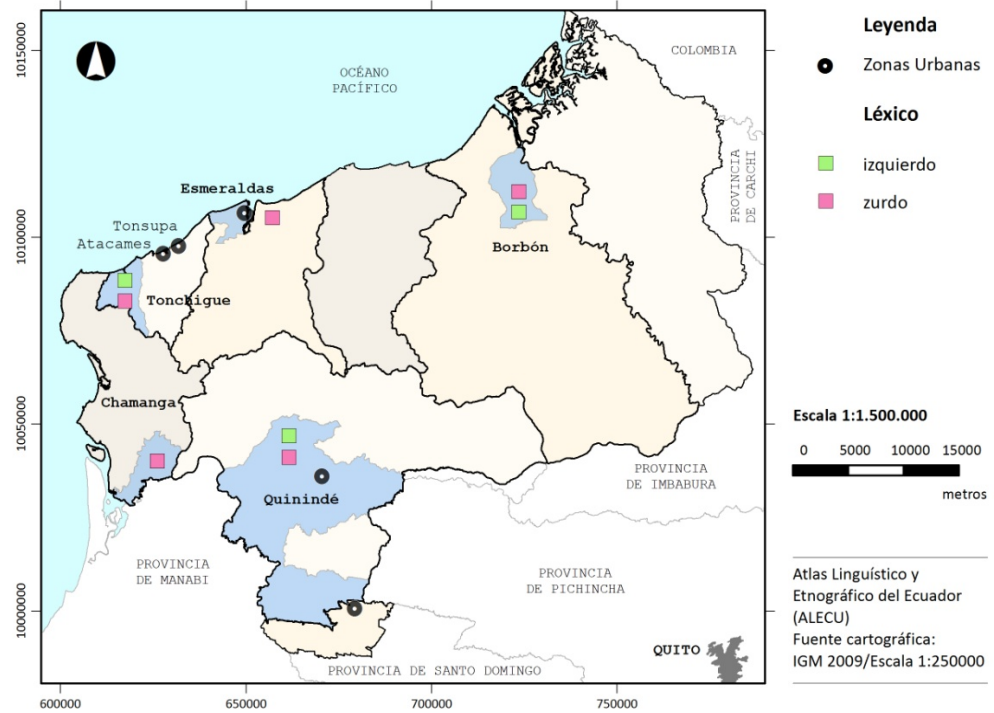 10150000
10100000
10050000
10000000
COLOMBIA
OCÉANO
PACÍFICO
PROVINCIA
DE CARCHI
Esmeraldas
Tonsupa
Atacames
Tonchigue
Borbón
Chamanga
Quinindé
PROVINCIA
DE IMBABURA
PROVINCIA
DE MANABI
PROVINCIA
DE PICHINCHA
QUITO
PROVINCIA DE SANTO DOMINGO
600000
650000
700000
750000
Leyenda
Zonas Urbanas
Léxico
izquierdo
zurdo
Escala 1:1.500.000
0 5000 10000 15000
metros
Atlas Linguístico y
Etnográfico del Ecuador
(ALECU)
Fuente cartográfica:
IGM 2009/Escala 1:250000